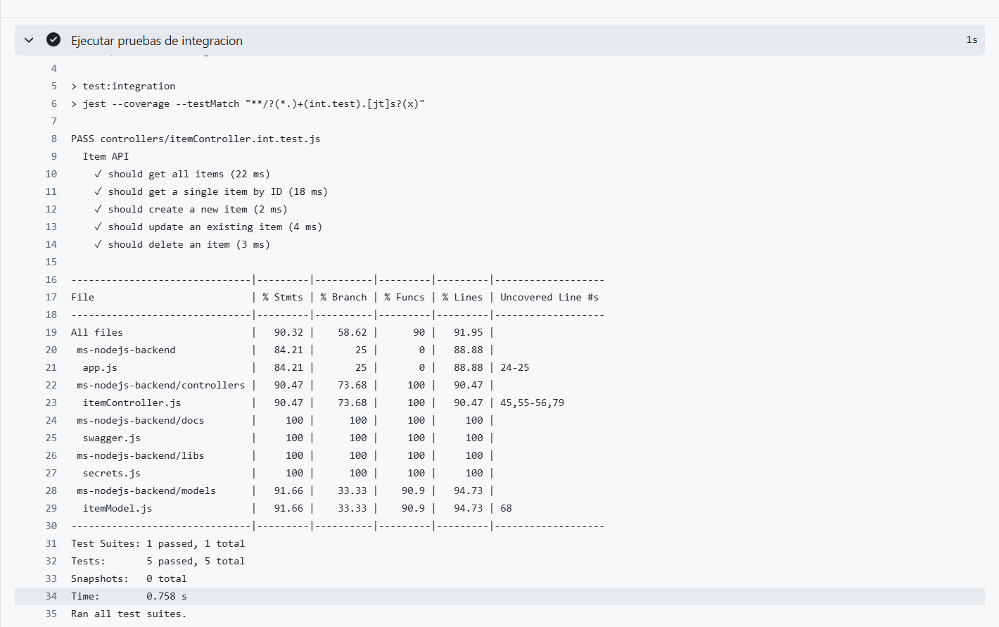 Ejecutar pruebas de integracion 1s
4
5 > test:integration
6 > jest --coverage --testMatch "**/?(*.)+(int.test).[jt]s?(x)"
7
8 PASS controllers/itemController.int.test.js
9 Item API
10 ✓ should get all items (22 ms)
11 ✓ should get a single item by ID (18 ms)
12 ✓ should create a new item (2 ms)
13 ✓ should update an existing item (4 ms)
14 ✓ should delete an item (3 ms)
15
16 -------------------------------|---------|----------|---------|---------|-------------------
17 File | % Stmts | % Branch | % Funcs | % Lines | Uncovered Line #s
18 -------------------------------|---------|----------|---------|---------|-------------------
19 All files | 90.32 | 58.62 | 90 | 91.95 |
20 ms-nodejs-backend | 84.21 | 25 | 0 | 88.88 |
21 app.js | 84.21 | 25 | 0 | 88.88 | 24-25
22 ms-nodejs-backend/controllers | 90.47 | 73.68 | 100 | 90.47 |
23 itemController.js | 90.47 | 73.68 | 100 | 90.47 | 45,55-56,79
24 ms-nodejs-backend/docs | 100 | 100 | 100 | 100 |
25 swagger.js | 100 | 100 | 100 | 100 |
26 ms-nodejs-backend/libs | 100 | 100 | 100 | 100 |
27 secrets.js | 100 | 100 | 100 | 100 |
28 ms-nodejs-backend/models | 91.66 | 33.33 | 90.9 | 94.73 |
29 itemModel.js | 91.66 | 33.33 | 90.9 | 94.73 | 68
30 -------------------------------|---------|----------|---------|---------|-------------------
31 Test Suites: 1 passed, 1 total
32 Tests: 5 passed, 5 total
33 Snapshots: 0 total
34 Time: 0.758 s
35 Ran all test suites.